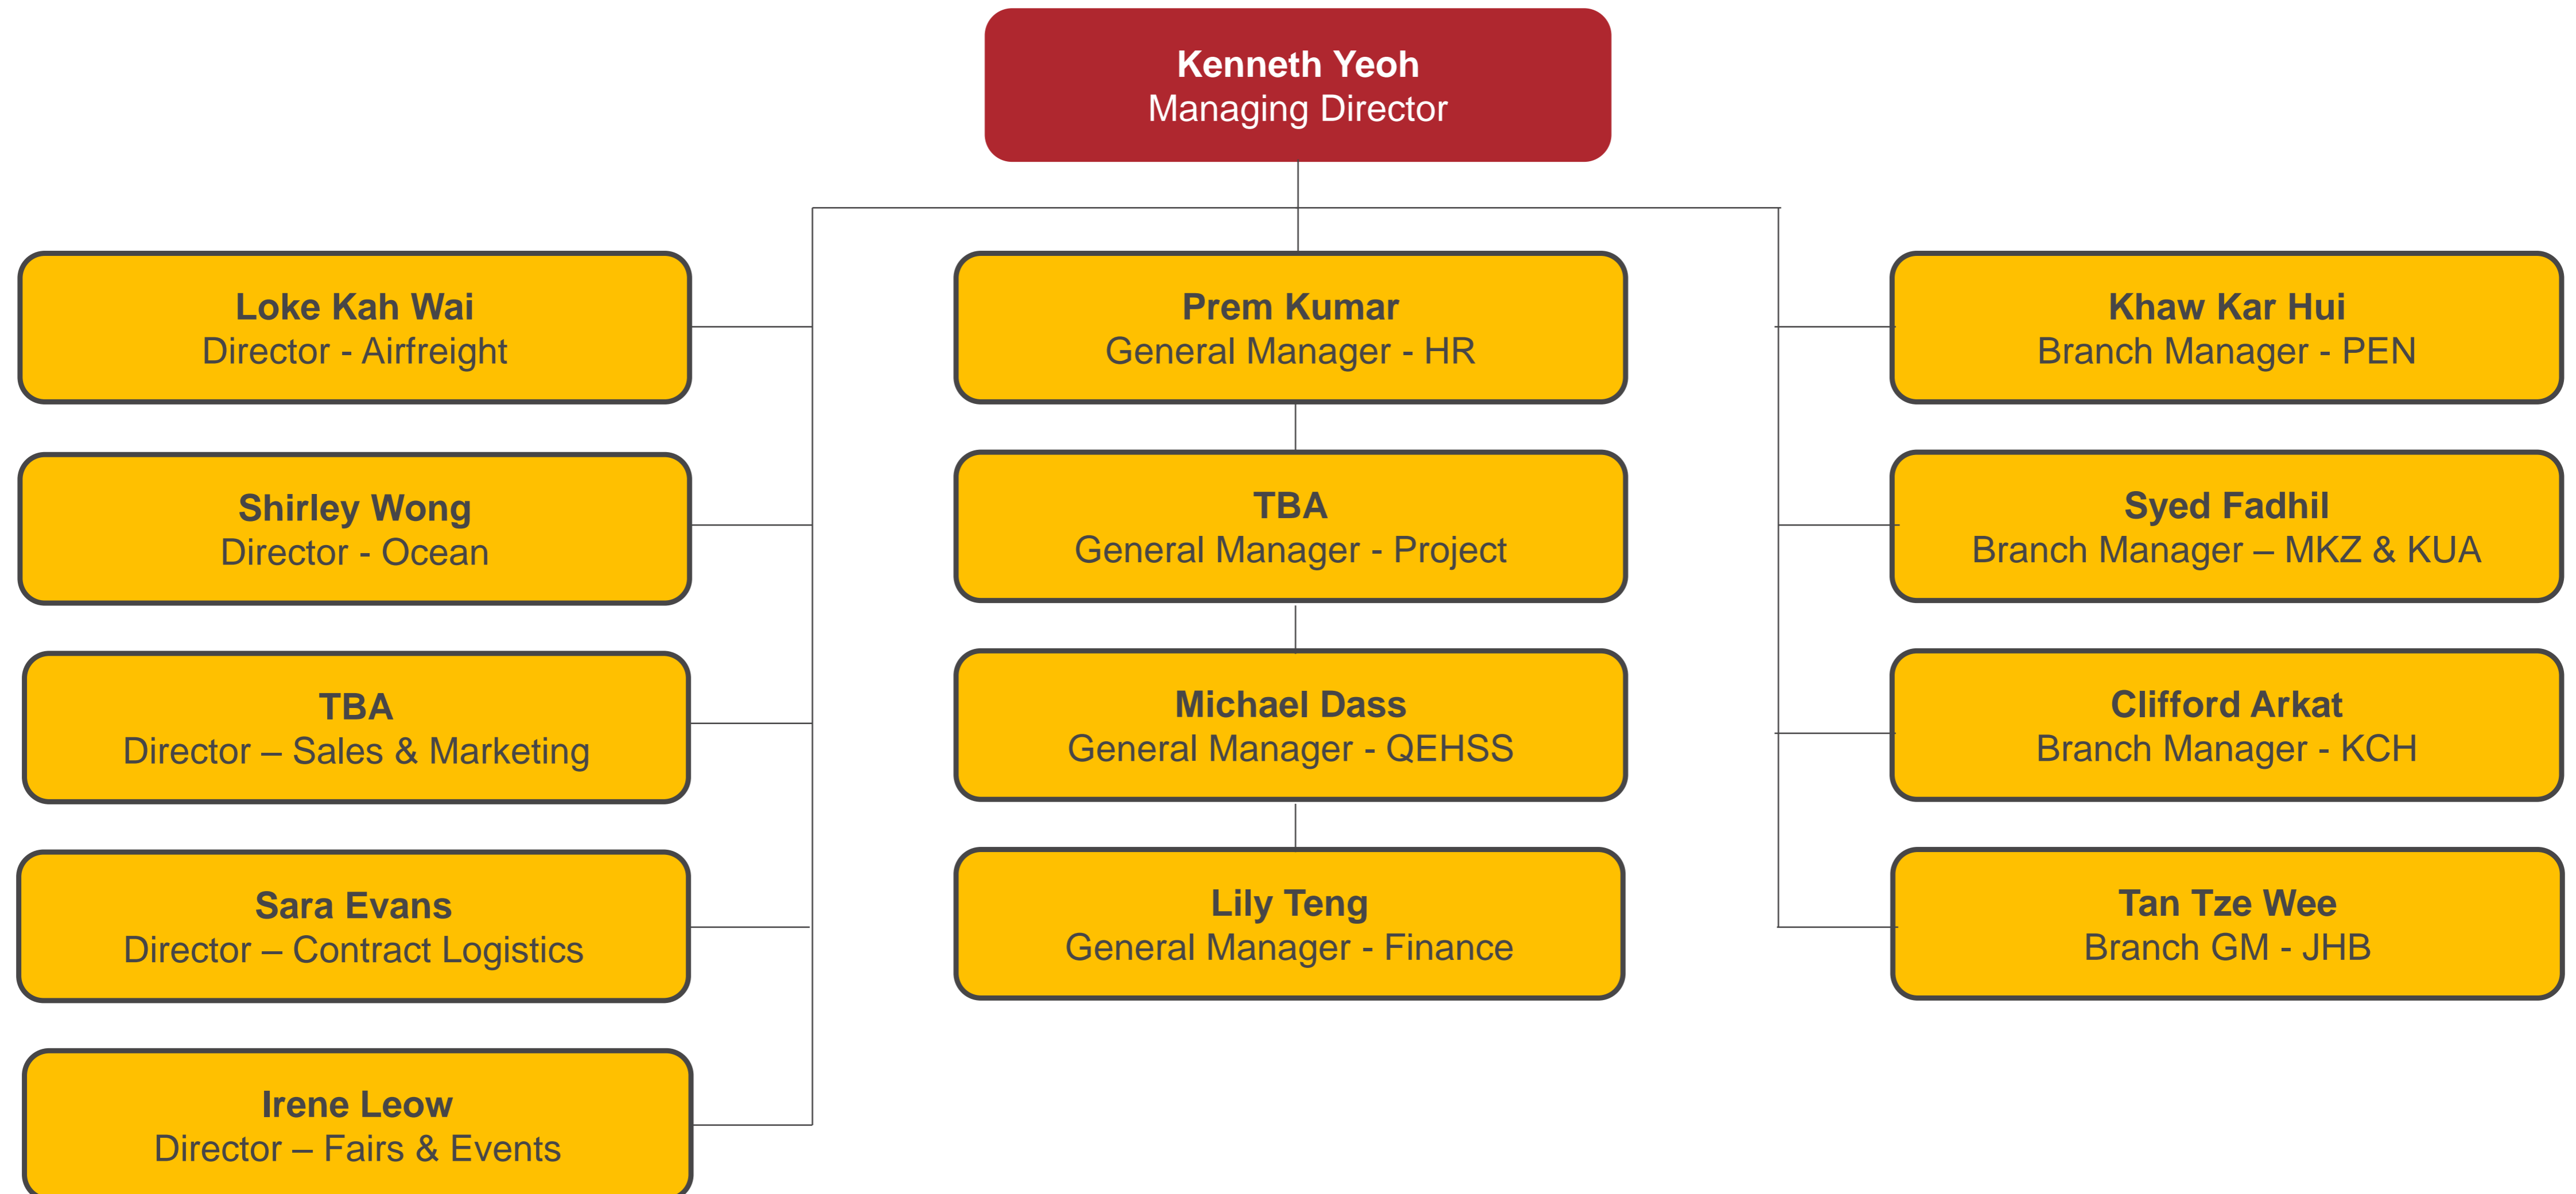 Kenneth Yeoh
Managing Director
Loke Kah Wai
Director - Airfreight
Prem Kumar
General Manager - HR
Khaw Kar Hui
Branch Manager - PEN
Shirley Wong
Director - Ocean
TBA
General Manager - Project
Syed Fadhil
Branch Manager – MKZ & KUA
TBA
Director – Sales & Marketing
Michael Dass
General Manager - QEHSS
Clifford Arkat
Branch Manager - KCH
Sara Evans
Director – Contract Logistics
Lily Teng
General Manager - Finance
Tan Tze Wee
Branch GM - JHB
Irene Leow
Director – Fairs & Events